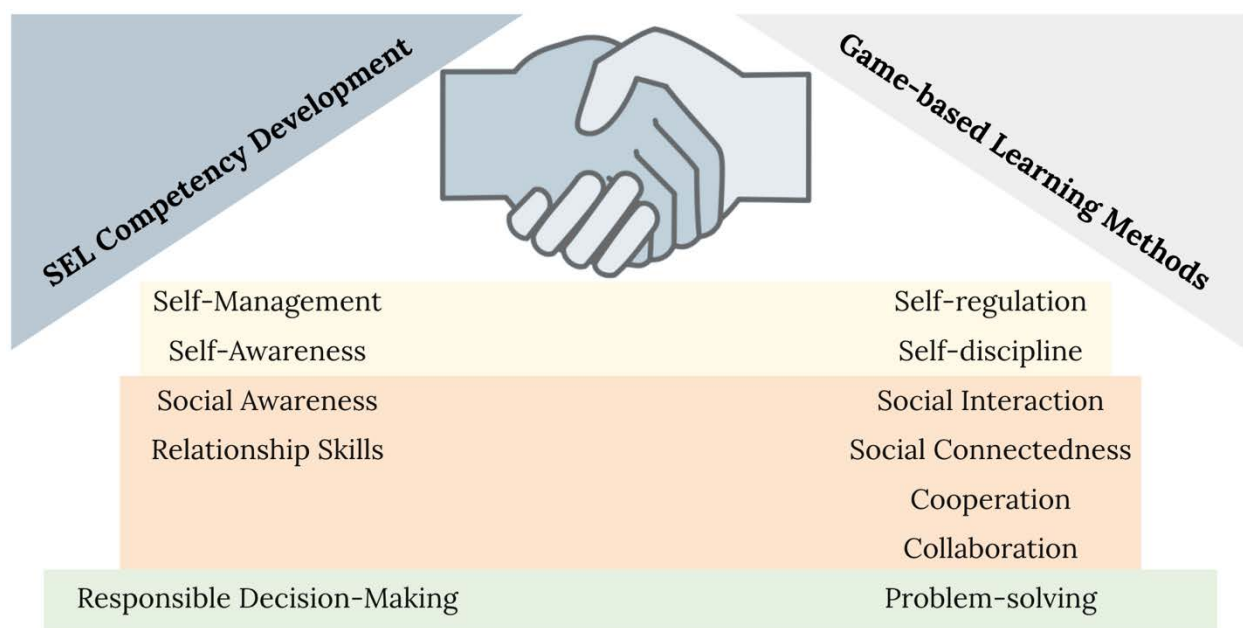 SEL Competency Development
Game-based Learning Methods
Self-Management
Self-regulation
Self-Awareness
Self-discipline
Social Awareness
Social Interaction
Relationship Skills
Social Connectedness
Cooperation
Collaboration
Responsible Decision-Making
Problem-solving